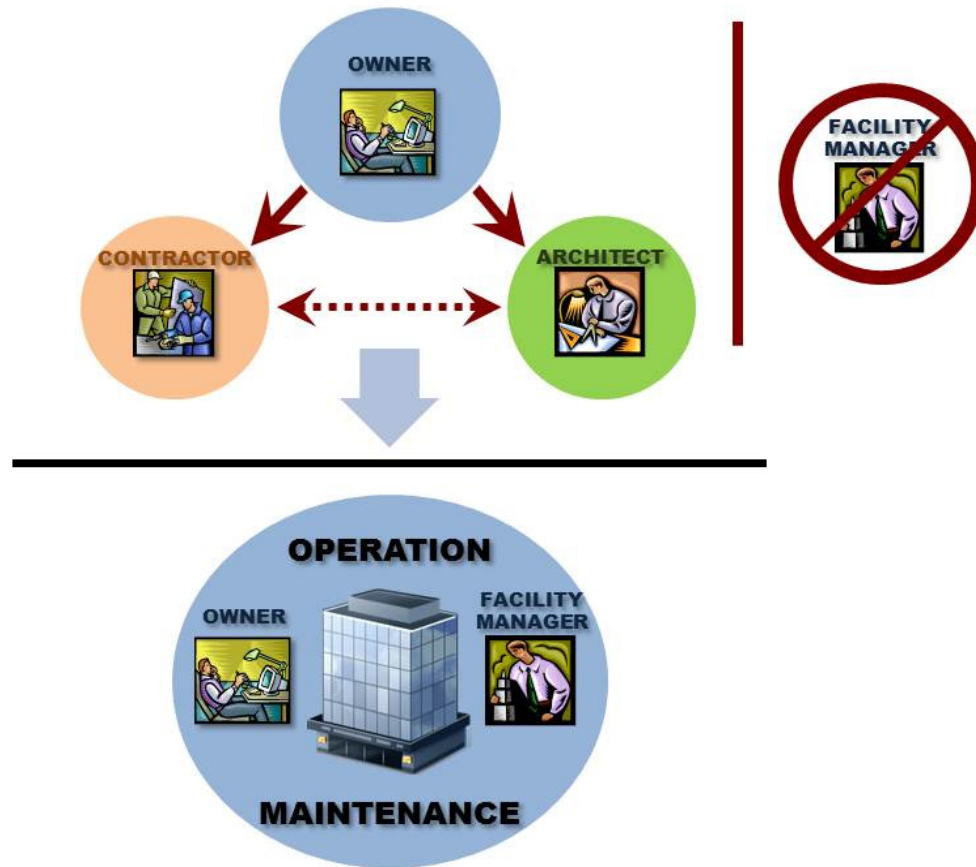 OWNER
FACILITY
MANAGER
CONTRACTOR
ARCHITECT
OPERATION
OWNER
FACILITY
MANAGER
MAINTENANCE